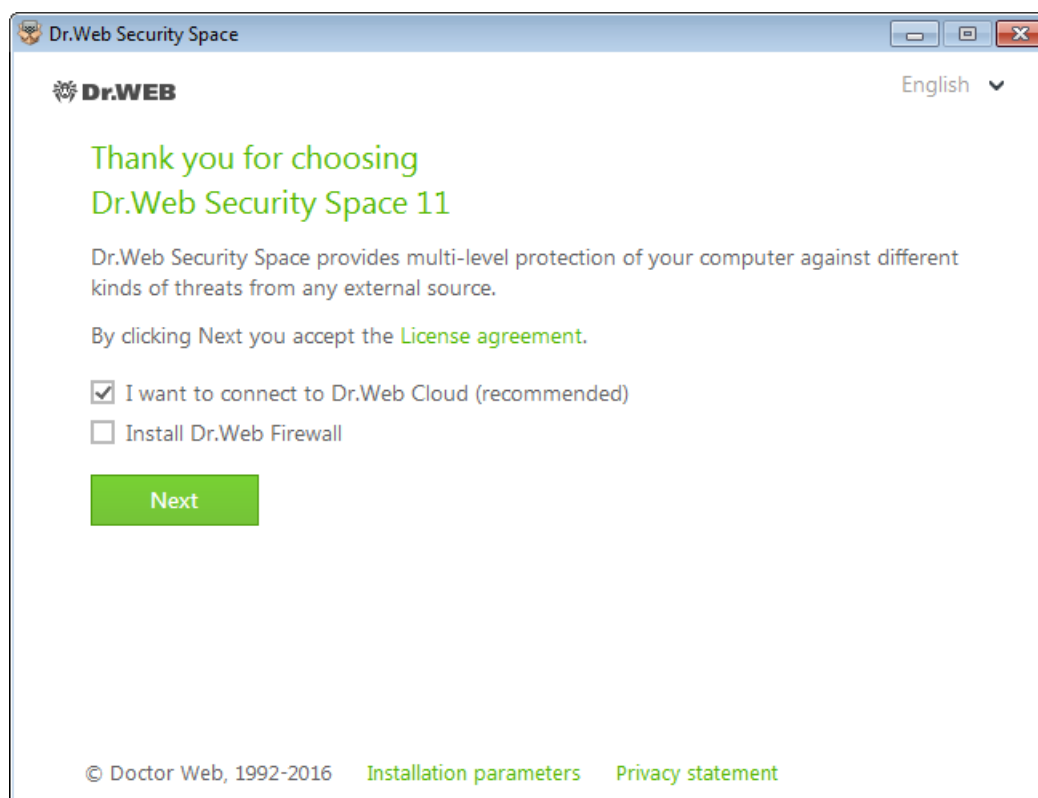 Dr.Web Security Space
Dr.WEB
English
Thank you for choosing
Dr.Web Security Space 11
Dr.Web Security Space provides multi-level protection of your computer against different
kinds of threats from any external source.
By clicking Next you accept the License agreement.
I want to connect to Dr.Web Cloud (recommended)
Install Dr.Web Firewall
Next
© Doctor Web, 1992-2016 Installation parameters Privacy statement